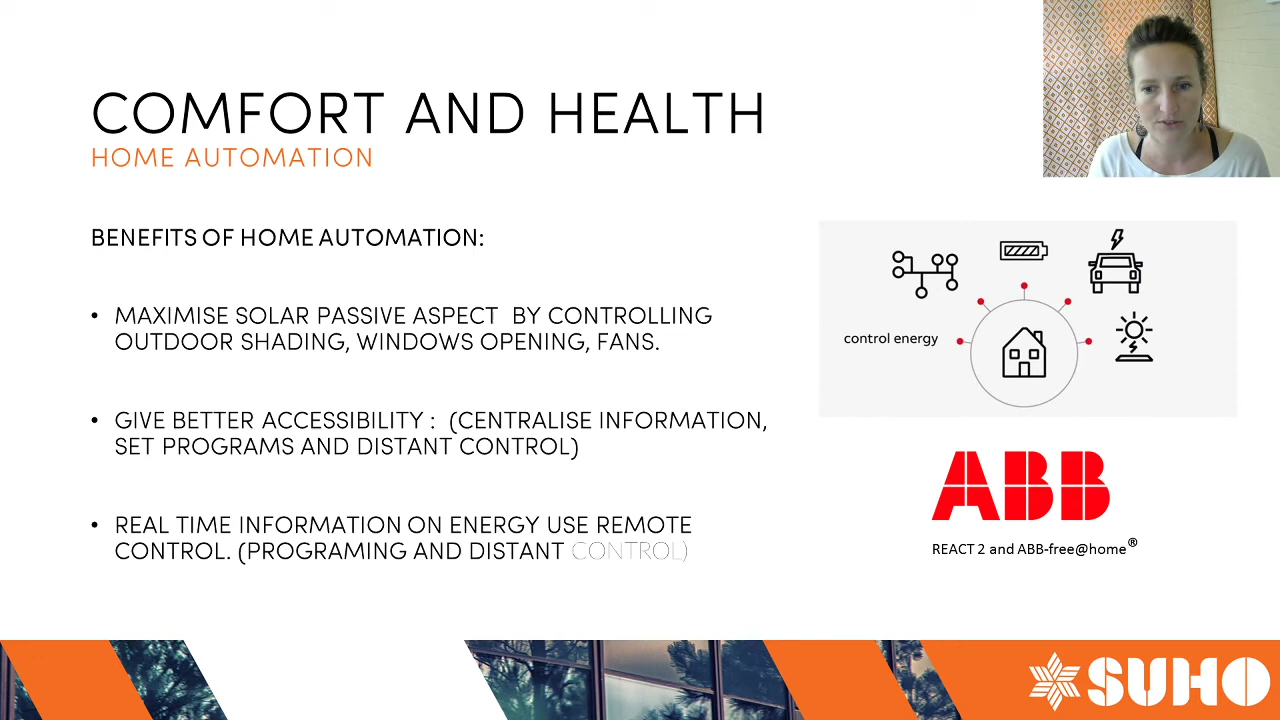 COMFORT AND HEALTH
HOME AUTOMATION
BENEFITS OF HOME AUTOMATION:
• MAXIMISE SOLAR PASSIVE ASPECT BY CONTROLLING
OUTDOOR SHADING, WINDOWS OPENING, FANS.
• GIVE BETTER ACCESSIBILITY : (CENTRALISE INFORMATION,
SET PROGRAMS AND DISTANT CONTROL)
• REAL TIME INFORMATION ON ENERGY USE REMOTE
CONTROL. (PROGRAMING AND DISTANT CONTROL)
control energy
ABB
REACT 2 and ABB-free@home®
SUHO